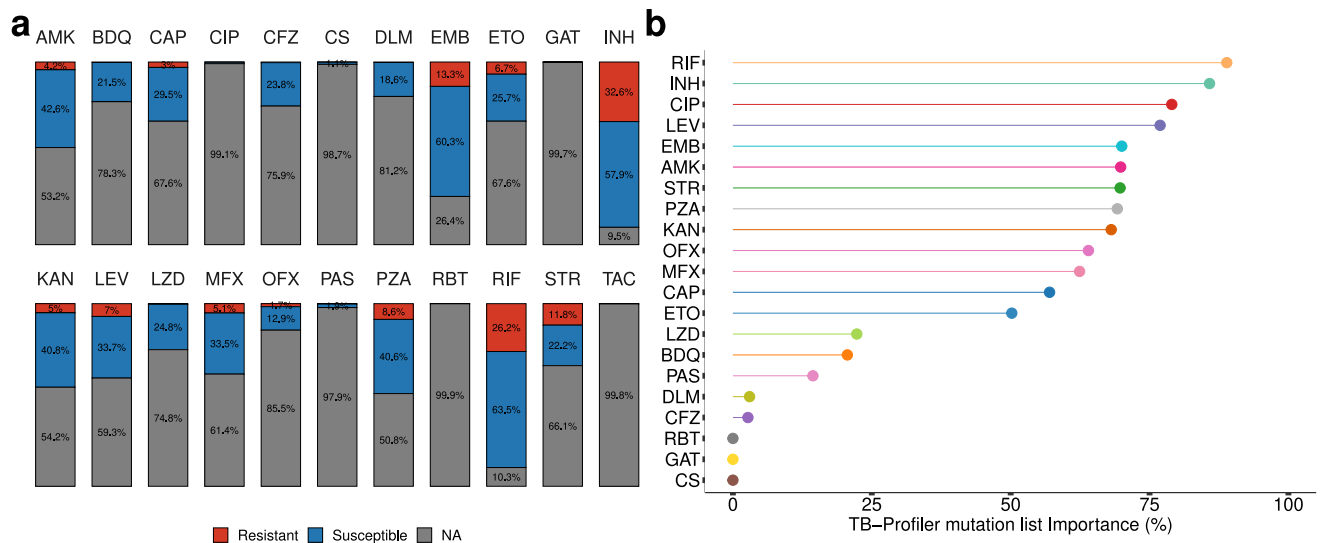 a
AMK BDQ CAP CIP CFZ CS DLM EMB ETO GAT INH
4.2% 42.6% 53.2%
21.5% 78.3%
3% 29.5% 67.6%
99.1%
23.8% 75.9%
1.1% 98.7%
18.6% 81.2%
13.3% 60.3% 26.4%
6.7% 25.7% 67.6%
99.7%
32.6% 57.9% 9.5%
KAN LEV LZD MFX OFX PAS PZA RBT RIF STR TAC
5% 40.8% 54.2%
7% 33.7% 59.3%
24.8% 74.8%
5.1% 33.5% 61.4%
1.7% 12.9% 85.5%
1.9% 97.9%
8.6% 40.6% 50.8%
99.9%
26.2% 63.5% 10.3%
11.8% 22.2% 66.1%
99.8%
Resistant Susceptible NA
b
RIF
INH
CIP
LEV
EMB
AMK
STR
PZA
KAN
OFX
MFX
CAP
ETO
LZD
BDQ
PAS
DLM
CFZ
RBT
GAT
CS
0 25 50 75 100
TB−Profiler mutation list Importance (%)